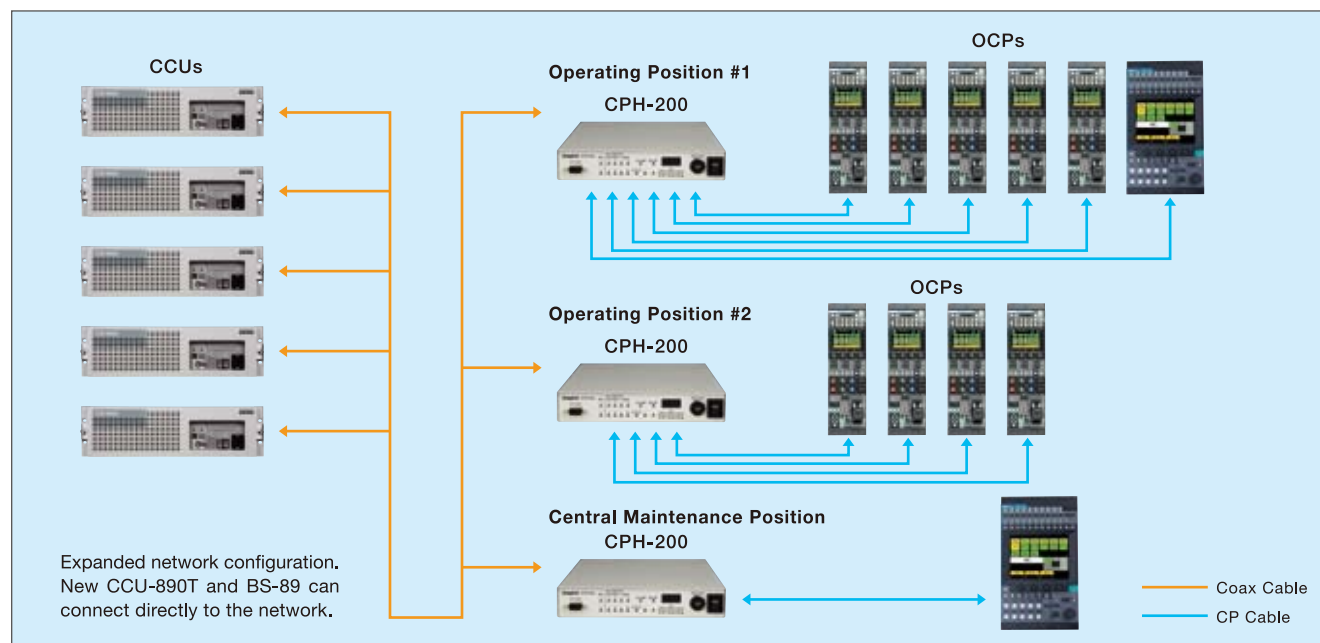 CCUs
Operating Position #1
CPH-200
OCPs
Operating Position #2
CPH-200
OCPs
Central Maintenance Position
CPH-200
Expanded network configuration.
New CCU-890T and BS-89 can
connect directly to the network.
Coax Cable
CP Cable